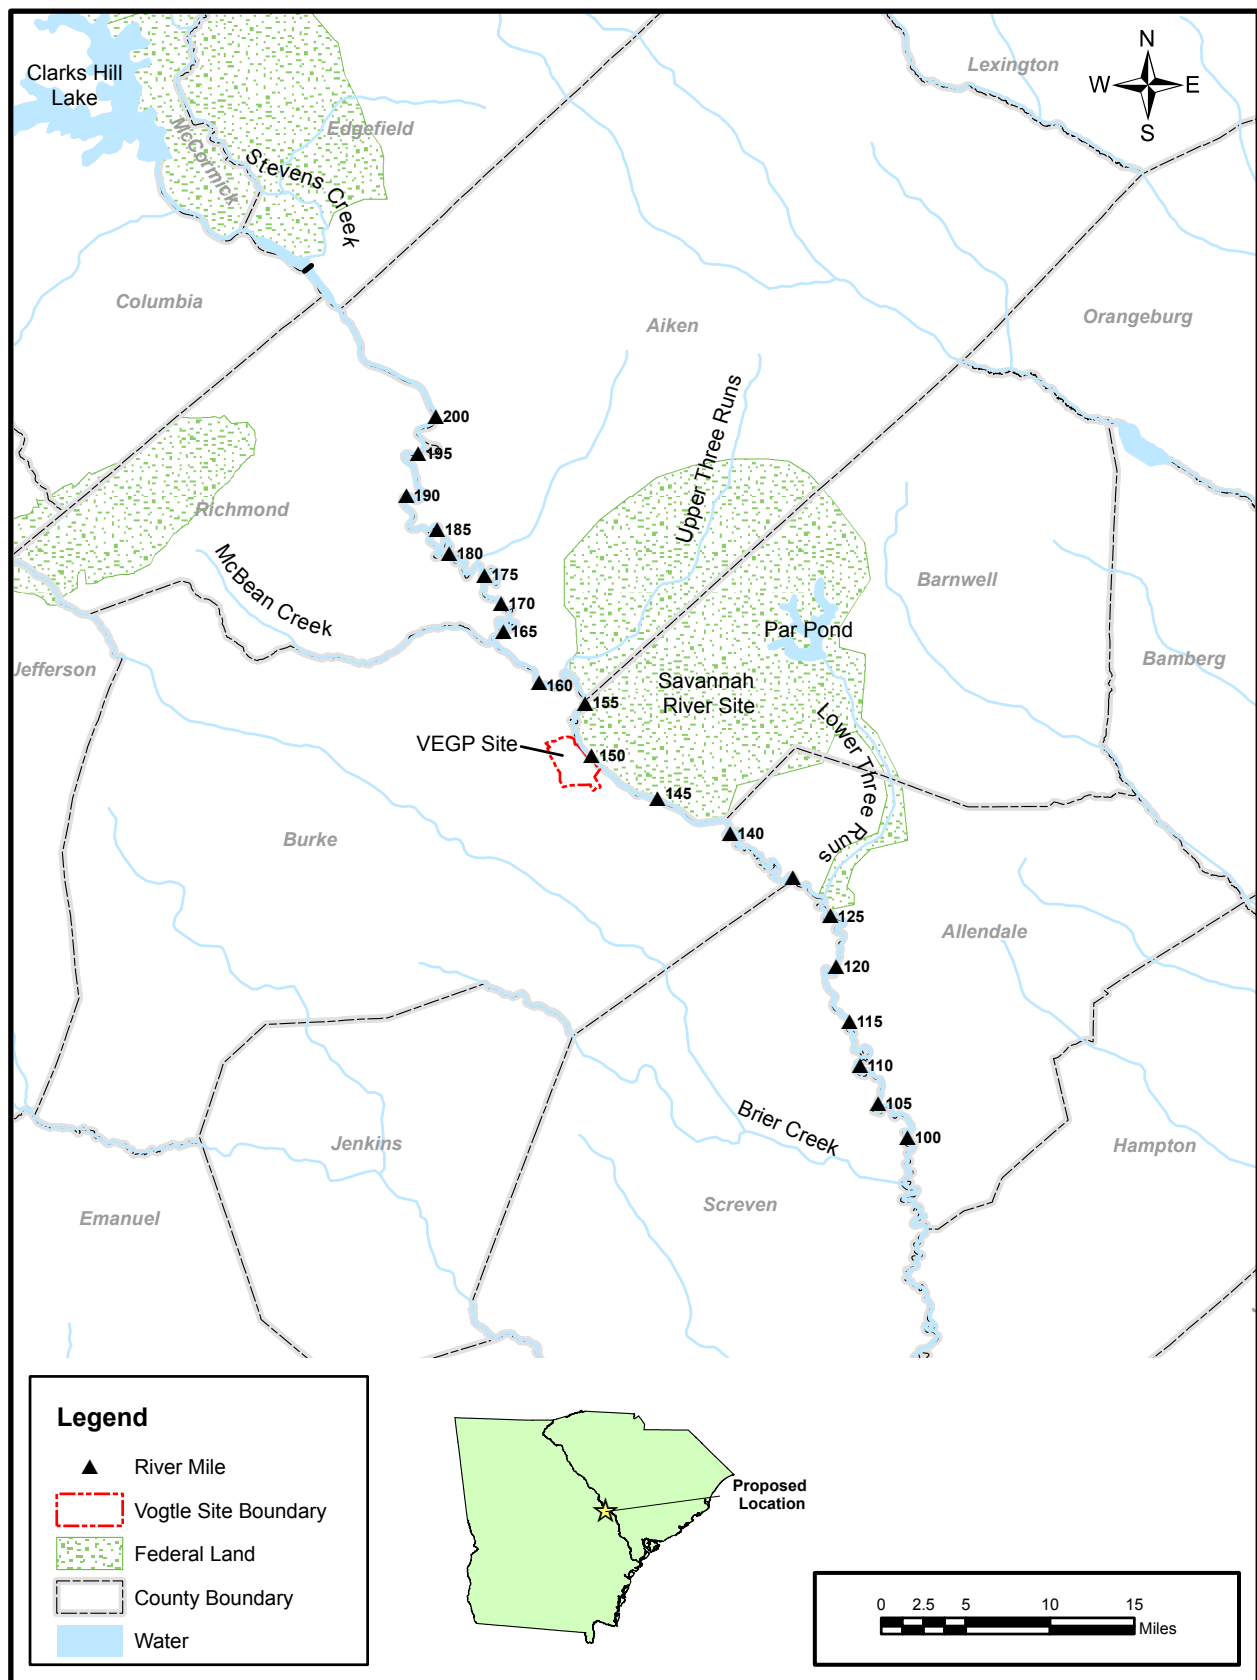 N
W E
S
Lexington
Clarks Hill
Lake
Edgefield
McCormick
Stevens Creek
Columbia
Aiken
Orangeburg
200
195
190
Richmond
185
180
175
170
165
Upper Three Runs
McBean Creek
Barnwell
Par Pond
Jefferson
Bamberg
160
155
Savannah
River Site
VEGP Site
150
Lower Three Runs
145
140
Burke
125
Allendale
120
115
110
105
100
Brier Creek
Jenkins
Hampton
Emanuel
Screven
Legend
River Mile
Vogtle Site Boundary
Federal Land
County Boundary
Water
Proposed
Location
0 2.5 5 10 15
Miles